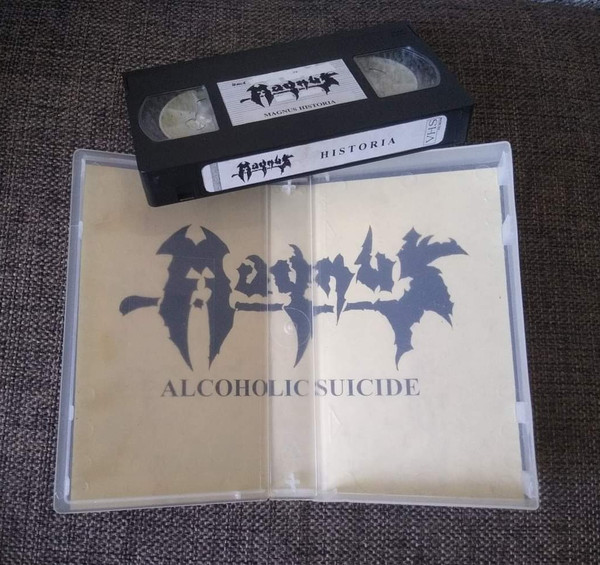 Magnus
MAGNUS HISTORIA
Magnus
HISTORIA
VHS
Magnus
ALCOHOLIC SUICIDE